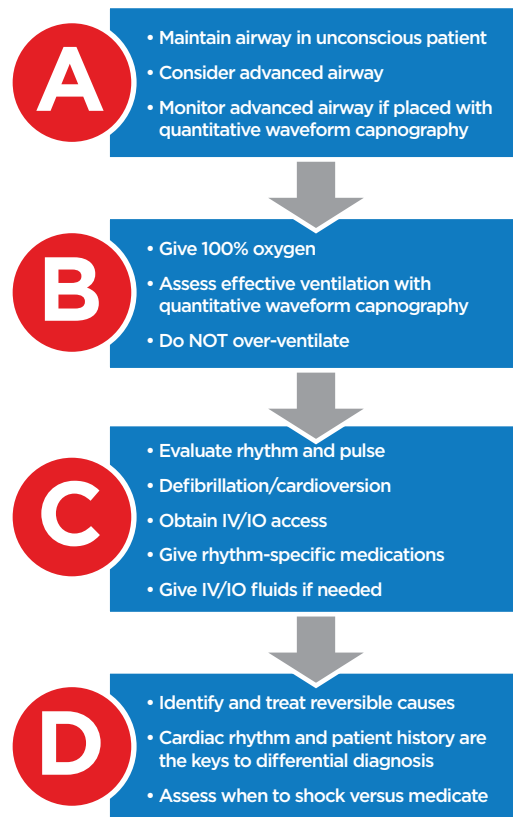 A
• Maintain airway in unconscious patient
• Consider advanced airway
• Monitor advanced airway if placed with
quantitative waveform capnography
B
• Give 100% oxygen
• Assess effective ventilation with
quantitative waveform capnography
• Do NOT over-ventilate
C
• Evaluate rhythm and pulse
• Defibrillation/cardioversion
• Obtain IV/IO access
• Give rhythm-specific medications
• Give IV/IO fluids if needed
D
• Identify and treat reversible causes
• Cardiac rhythm and patient history are
the keys to differential diagnosis
• Assess when to shock versus medicate